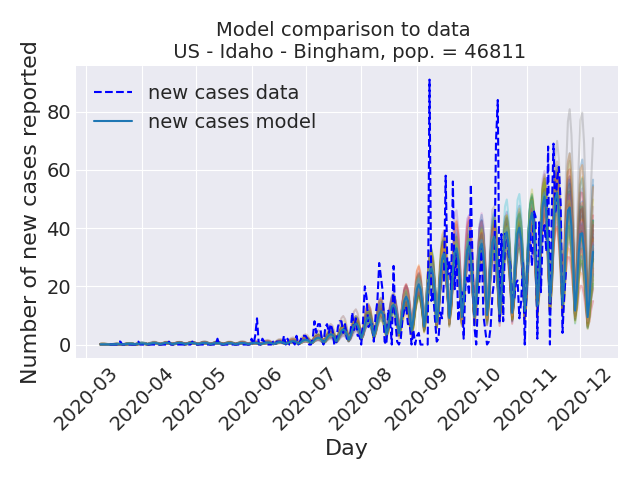 Model comparison to data
US - Idaho - Bingham, pop. = 46811
new cases data
new cases model
Number of new cases reported
80
60
40
20
0
2020-03
2020-04
2020-05
2020-06
2020-07
2020-08
2020-09
2020-10
2020-11
2020-12
Day